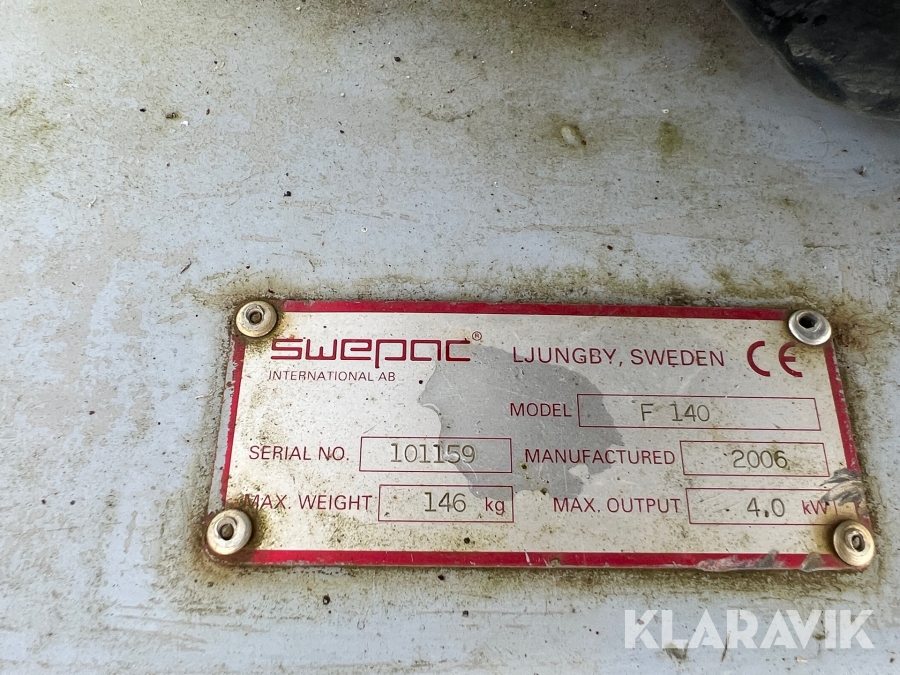 KLARAVIK
swepac® LJUNGBY, SWEDEN CE
INTERNATIONAL AB
MODEL F 140
SERIAL NO. 101159 MANUFACTURED 2006
MAX. WEIGHT 146 kg MAX. OUTPUT 4.0 kW
KLARAVIK